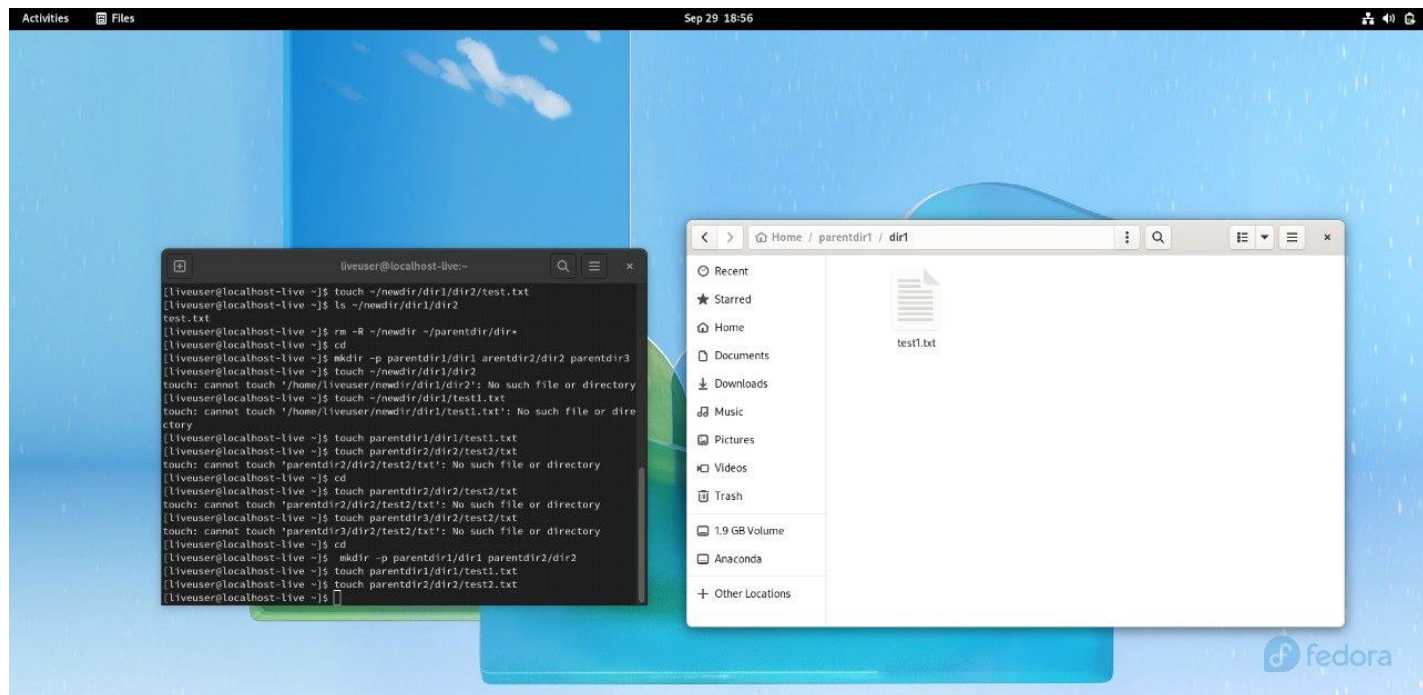 Activities Files Sep 29 18:56
liveuser@localhost-live:~
[liveuser@localhost-live ~]$ touch ~/newdir/dir1/dir2/test.txt
[liveuser@localhost-live ~]$ ls ~/newdir/dir1/dir2
test.txt
[liveuser@localhost-live ~]$ rm -R ~/newdir ~/parentdir/dir*
[liveuser@localhost-live ~]$ cd
[liveuser@localhost-live ~]$ mkdir -p parentdir1/dir1 arentdir2/dir2 parentdir3
[liveuser@localhost-live ~]$ touch ~/newdir/dir1/dir2
touch: cannot touch '/home/liveuser/newdir/dir1/dir2': No such file or directory
[liveuser@localhost-live ~]$ touch ~/newdir/dir1/test1.txt
touch: cannot touch '/home/liveuser/newdir/dir1/test1.txt': No such file or dire
ctory
[liveuser@localhost-live ~]$ touch parentdir1/dir1/test1.txt
[liveuser@localhost-live ~]$ touch parentdir2/dir2/test2/txt
touch: cannot touch 'parentdir2/dir2/test2/txt': No such file or directory
[liveuser@localhost-live ~]$ cd
[liveuser@localhost-live ~]$ touch parentdir2/dir2/test2/txt
touch: cannot touch 'parentdir2/dir2/test2/txt': No such file or directory
[liveuser@localhost-live ~]$ touch parentdir3/dir2/test2/txt
touch: cannot touch 'parentdir3/dir2/test2/txt': No such file or directory
[liveuser@localhost-live ~]$ cd
[liveuser@localhost-live ~]$  mkdir -p parentdir1/dir1 parentdir2/dir2
[liveuser@localhost-live ~]$ touch parentdir1/dir1/test1.txt
[liveuser@localhost-live ~]$ touch parentdir2/dir2/test2.txt
[liveuser@localhost-live ~]$
Home / parentdir1 / dir1
Recent
Starred
Home
Documents
Downloads
Music
Pictures
Videos
Trash
1.9 GB Volume
Anaconda
Other Locations
test1.txt
fedora